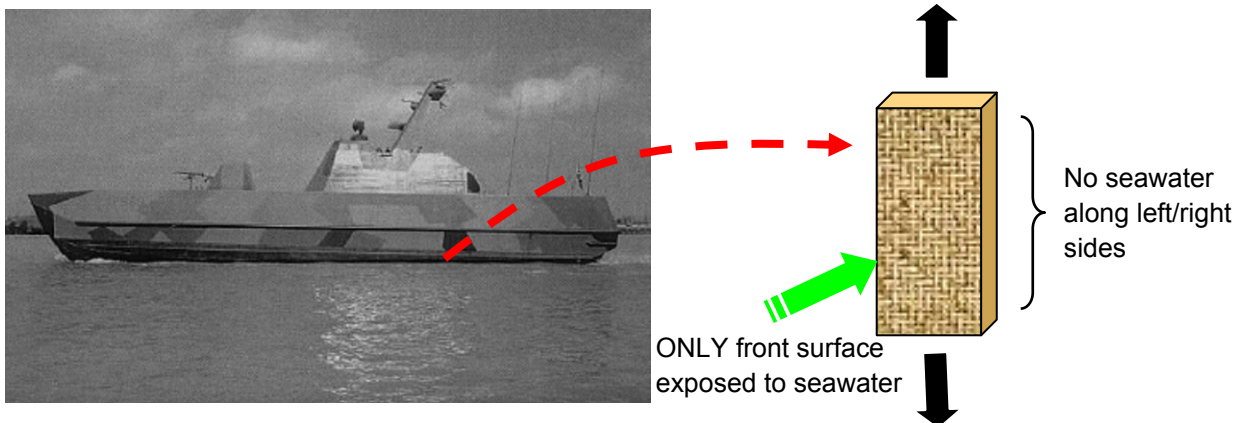 No seawater
along left/right
sides
ONLY front surface
exposed to seawater